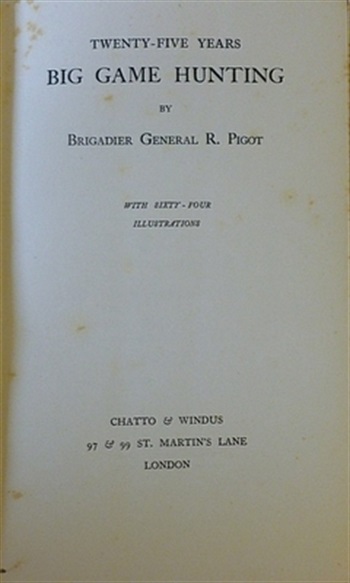 TWENTY-FIVE YEARS
BIG GAME HUNTING
BY
BRIGADIER GENERAL R. PIGOT
WITH SIXTY-FOUR
ILLUSTRATIONS
CHATTO & WINDUS
97 & 99 ST. MARTIN'S LANE
LONDON